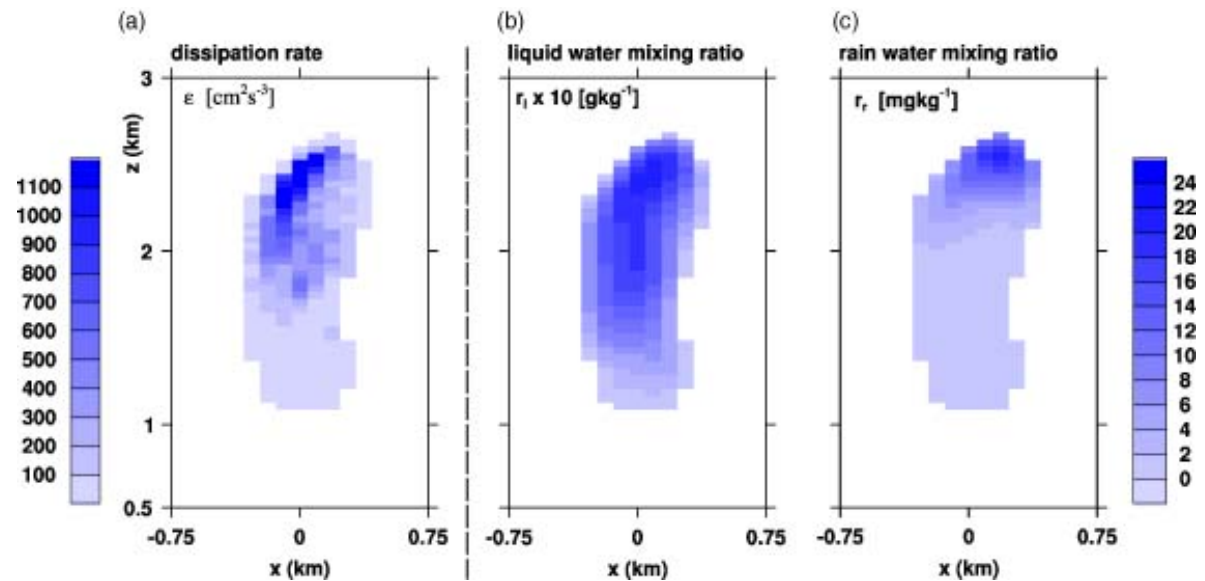 (a) (b) (c)
dissipation rate liquid water mixing ratio rain water mixing ratio
3
ε [cm²s⁻³] rₗ x 10 [gkg⁻¹] rᵣ [mgkg⁻¹]
z (km)
1100 24
1000 22
900 2 20
800 18
700 16
600 14
500 12
400 10
300 8
200 6
100 4
1 2
0.5 0
-0.75 0 0.75 -0.75 0 0.75 -0.75 0 0.75
x (km) x (km) x (km)